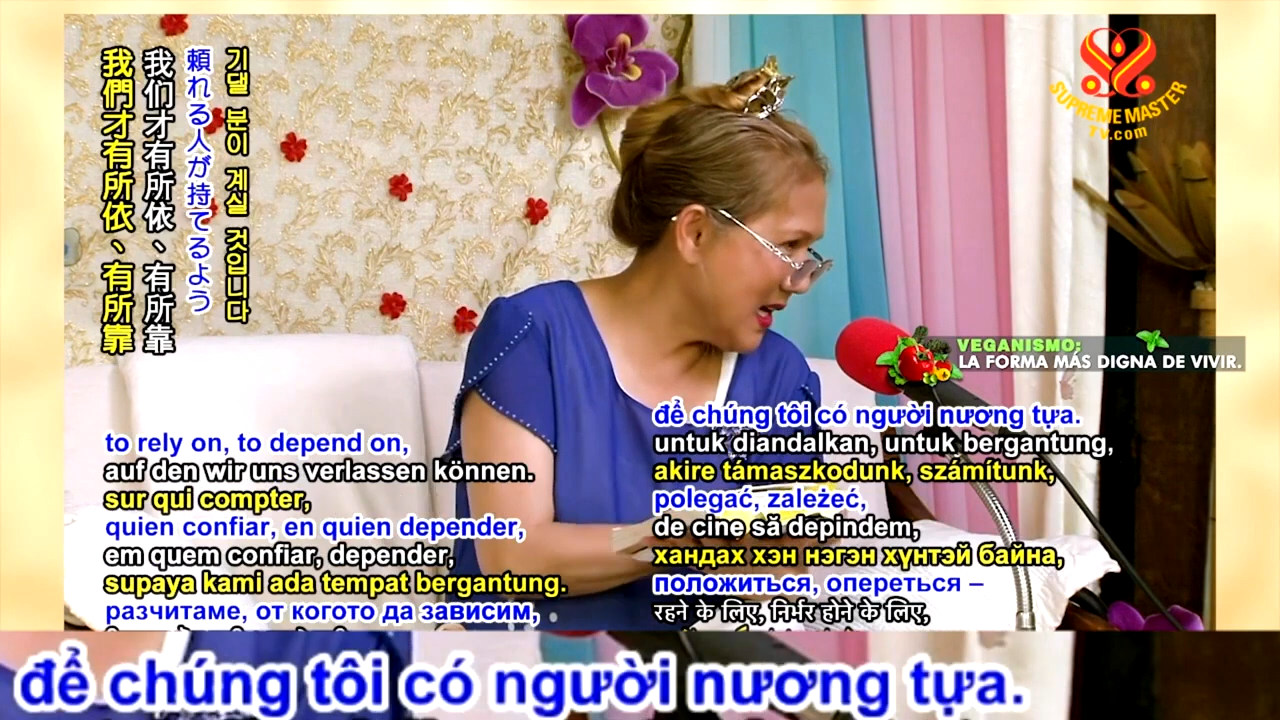 我們才有所依、有所靠
我们才有所依、有所靠
頼れる人が持てるよう
기댈 분이 계실 것입니다
SUPREME MASTER
TV.com
VEGANISMO:
LA FORMA MÁS DIGNA DE VIVIR.
to rely on, to depend on,
auf den wir uns verlassen können.
sur qui compter,
quien confiar, en quien depender,
em quem confiar, depender,
supaya kami ada tempat bergantung.
разчитаме, от когото да зависим,
để chúng tôi có người nương tựa.
untuk diandalkan, untuk bergantung,
akire támaszkodunk, számítunk,
polegać, zależeć,
de cine să depindem,
хандах хэн нэгэн хүнтэй байна,
положиться, опереться –
रहने के लिए, निर्भर होने के लिए,
để chúng tôi có người nương tựa.